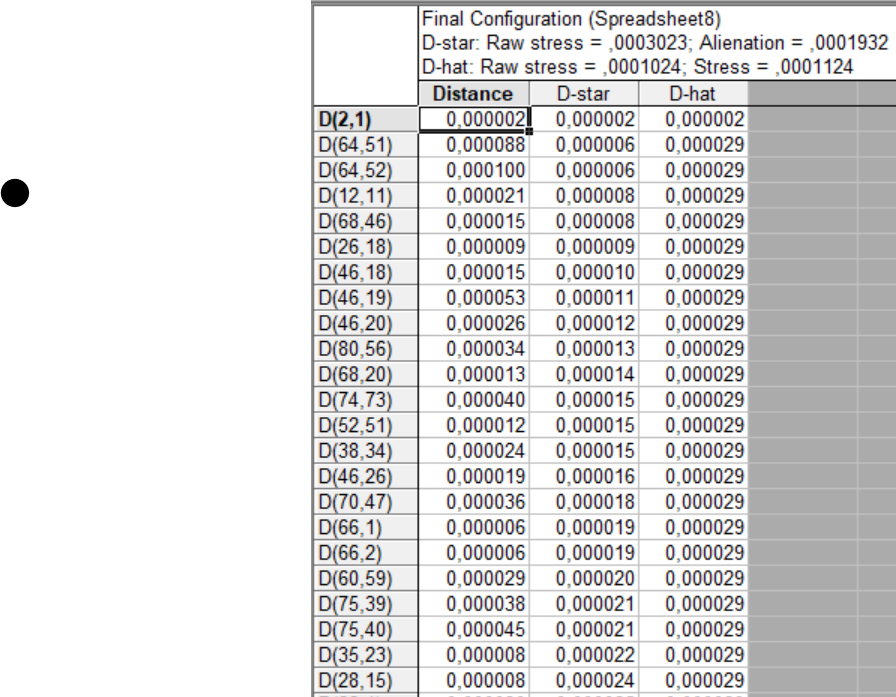 Final Configuration (Spreadsheet8)
D-star: Raw stress = ,0003023; Alienation = ,0001932
D-hat: Raw stress = ,0001024; Stress = ,0001124
Distance D-star D-hat
D(2,1) 0,000002 0,000002 0,000002
D(64,51) 0,000088 0,000006 0,000029
D(64,52) 0,000100 0,000006 0,000029
D(12,11) 0,000021 0,000008 0,000029
D(68,46) 0,000015 0,000008 0,000029
D(26,18) 0,000009 0,000009 0,000029
D(46,18) 0,000015 0,000010 0,000029
D(46,19) 0,000053 0,000011 0,000029
D(46,20) 0,000026 0,000012 0,000029
D(80,56) 0,000034 0,000013 0,000029
D(68,20) 0,000013 0,000014 0,000029
D(74,73) 0,000040 0,000015 0,000029
D(52,51) 0,000012 0,000015 0,000029
D(38,34) 0,000024 0,000015 0,000029
D(46,26) 0,000019 0,000016 0,000029
D(70,47) 0,000036 0,000018 0,000029
D(66,1) 0,000006 0,000019 0,000029
D(66,2) 0,000006 0,000019 0,000029
D(60,59) 0,000029 0,000020 0,000029
D(75,39) 0,000038 0,000021 0,000029
D(75,40) 0,000045 0,000021 0,000029
D(35,23) 0,000008 0,000022 0,000029
D(28,15) 0,000008 0,000024 0,000029